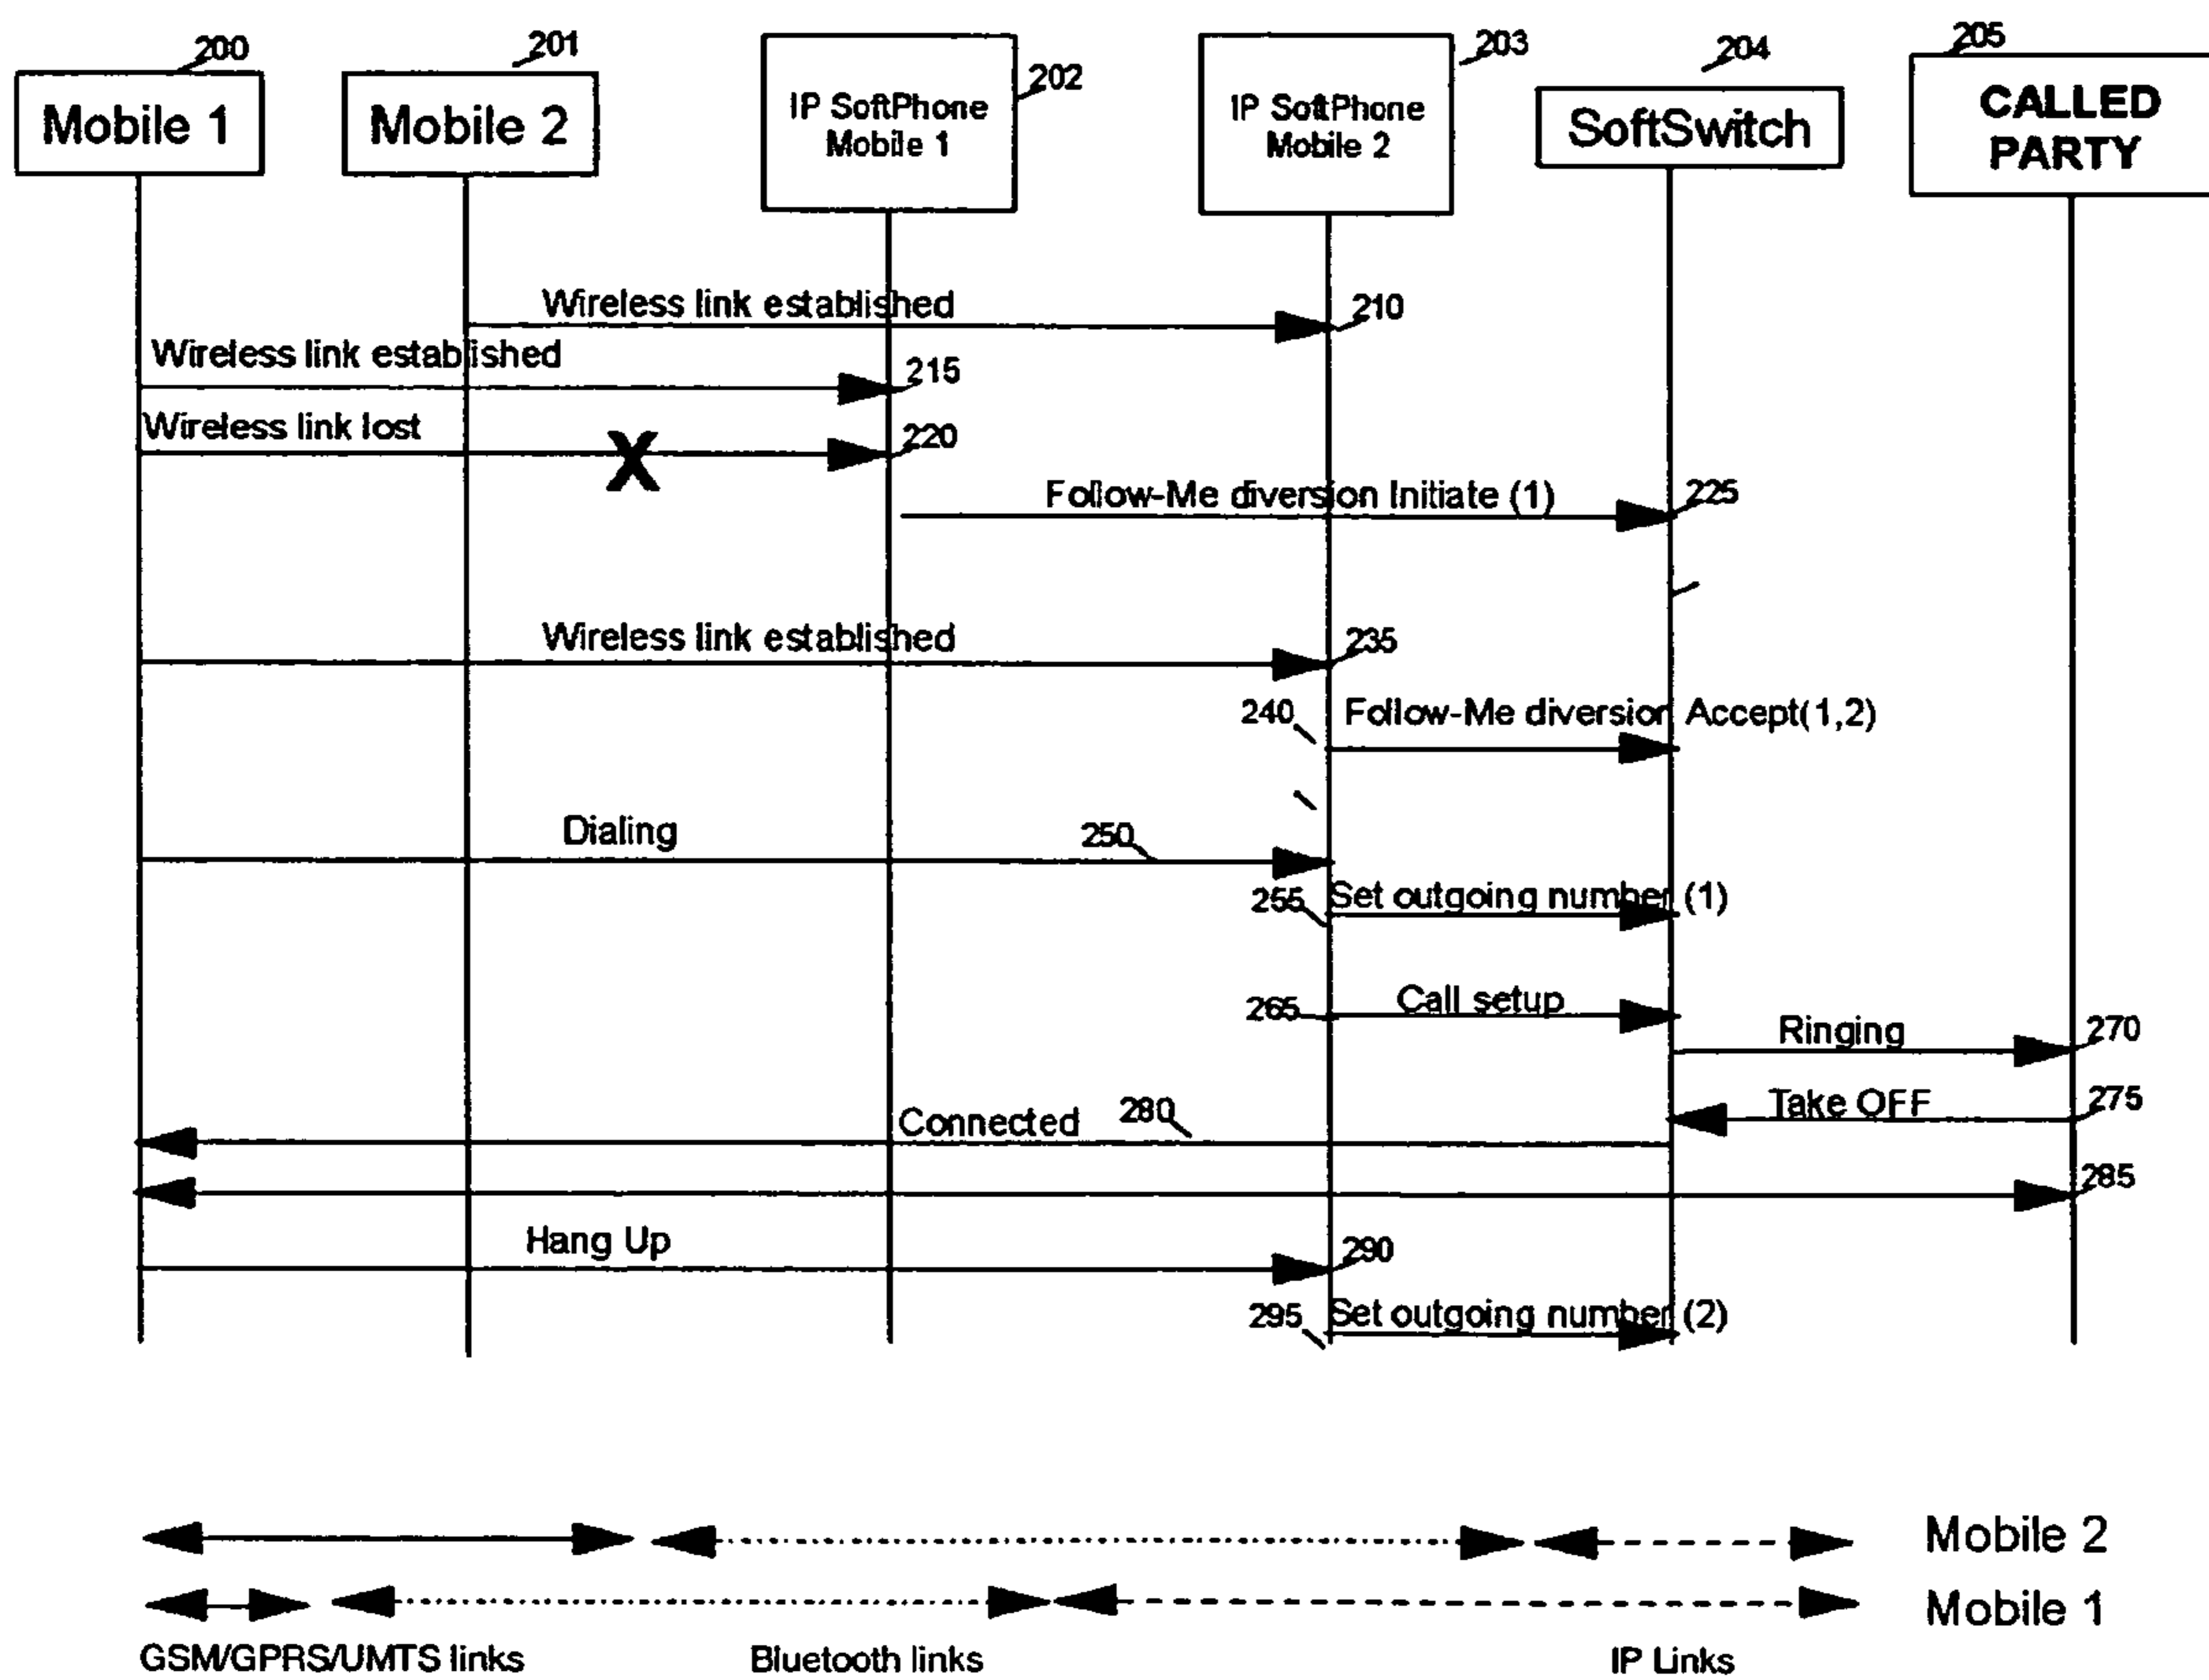 200
201
202
203
204
205
Mobile 1
Mobile 2
IP SoftPhone
Mobile 1
IP SoftPhone
Mobile 2
SoftSwitch
CALLED
PARTY
Wireless link established
210
Wireless link established
215
Wireless link lost
220
X
Follow-Me diversion Initiate (1)
225
Wireless link established
235
240
Follow-Me diversion Accept(1,2)
Dialing
250
255
Set outgoing number (1)
265
Call setup
Ringing
270
Take OFF
275
Connected
280
285
Hang Up
290
295
Set outgoing number (2)
Mobile 2
Mobile 1
GSM/GPRS/UMTS links
Bluetooth links
IP Links